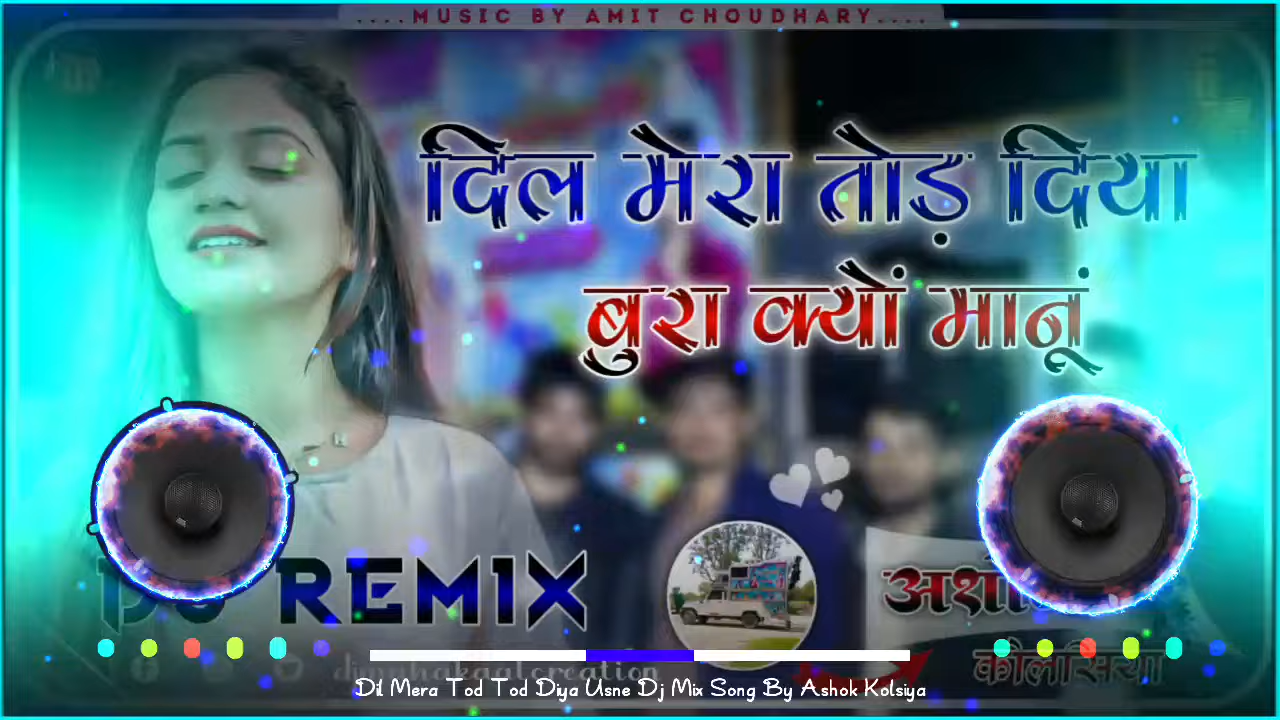 ....MUSIC BY AMIT CHOUDHARY....
दिल मेरा तोड़ दिया
बुरा क्यों मानूं
REMIX
कोलसिया
Dil Mera Tod Tod Diya Usne Dj Mix Song By Ashok Kolsiya